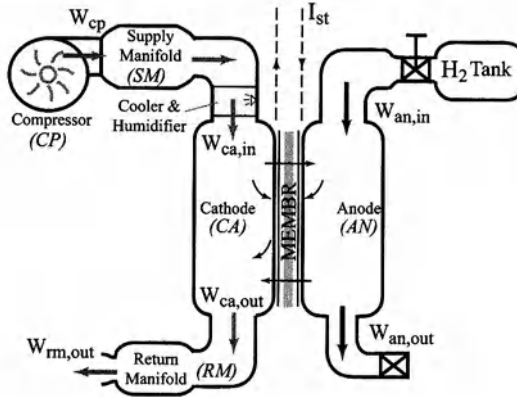 W_cp
I_st
Supply
Manifold
(SM)
H₂ Tank
Compressor
(CP)
Cooler &
Humidifier
W_ca,in
W_an,in
Cathode
(CA)
MEMBR
Anode
(AN)
W_ca,out
W_an,out
W_rm,out
Return
Manifold (RM)